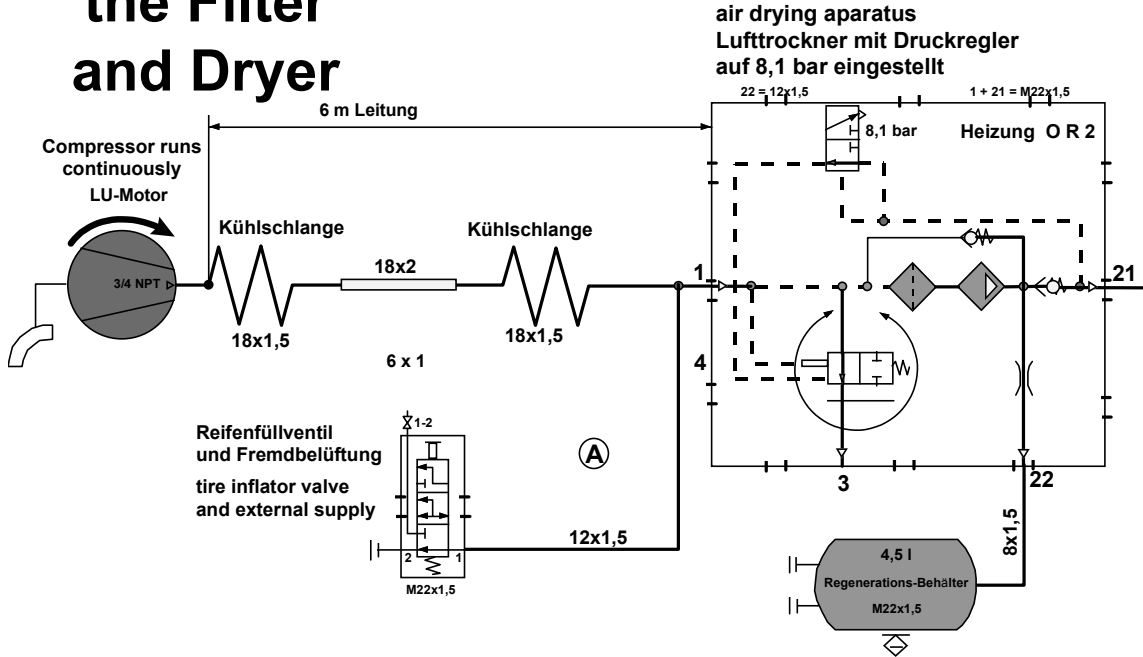 the Filter
and Dryer
air drying aparatus
Lufttrockner mit Druckregler
auf 8,1 bar eingestellt
22 = 12x1,5
1 + 21 = M22x1,5
6 m Leitung
8,1 bar
Heizung O R 2
Compressor runs
continuously
LU-Motor
3/4 NPT
Kühlschlange
18x1,5
18x2
Kühlschlange
18x1,5
6 x 1
1
21
4
3
22
Reifenfüllventil
und Fremdbelüftung
tire inflator valve
and external supply
1-2
2
1
M22x1,5
A
12x1,5
8x1,5
4,5 l
Regenerations-Behälter
M22x1,5